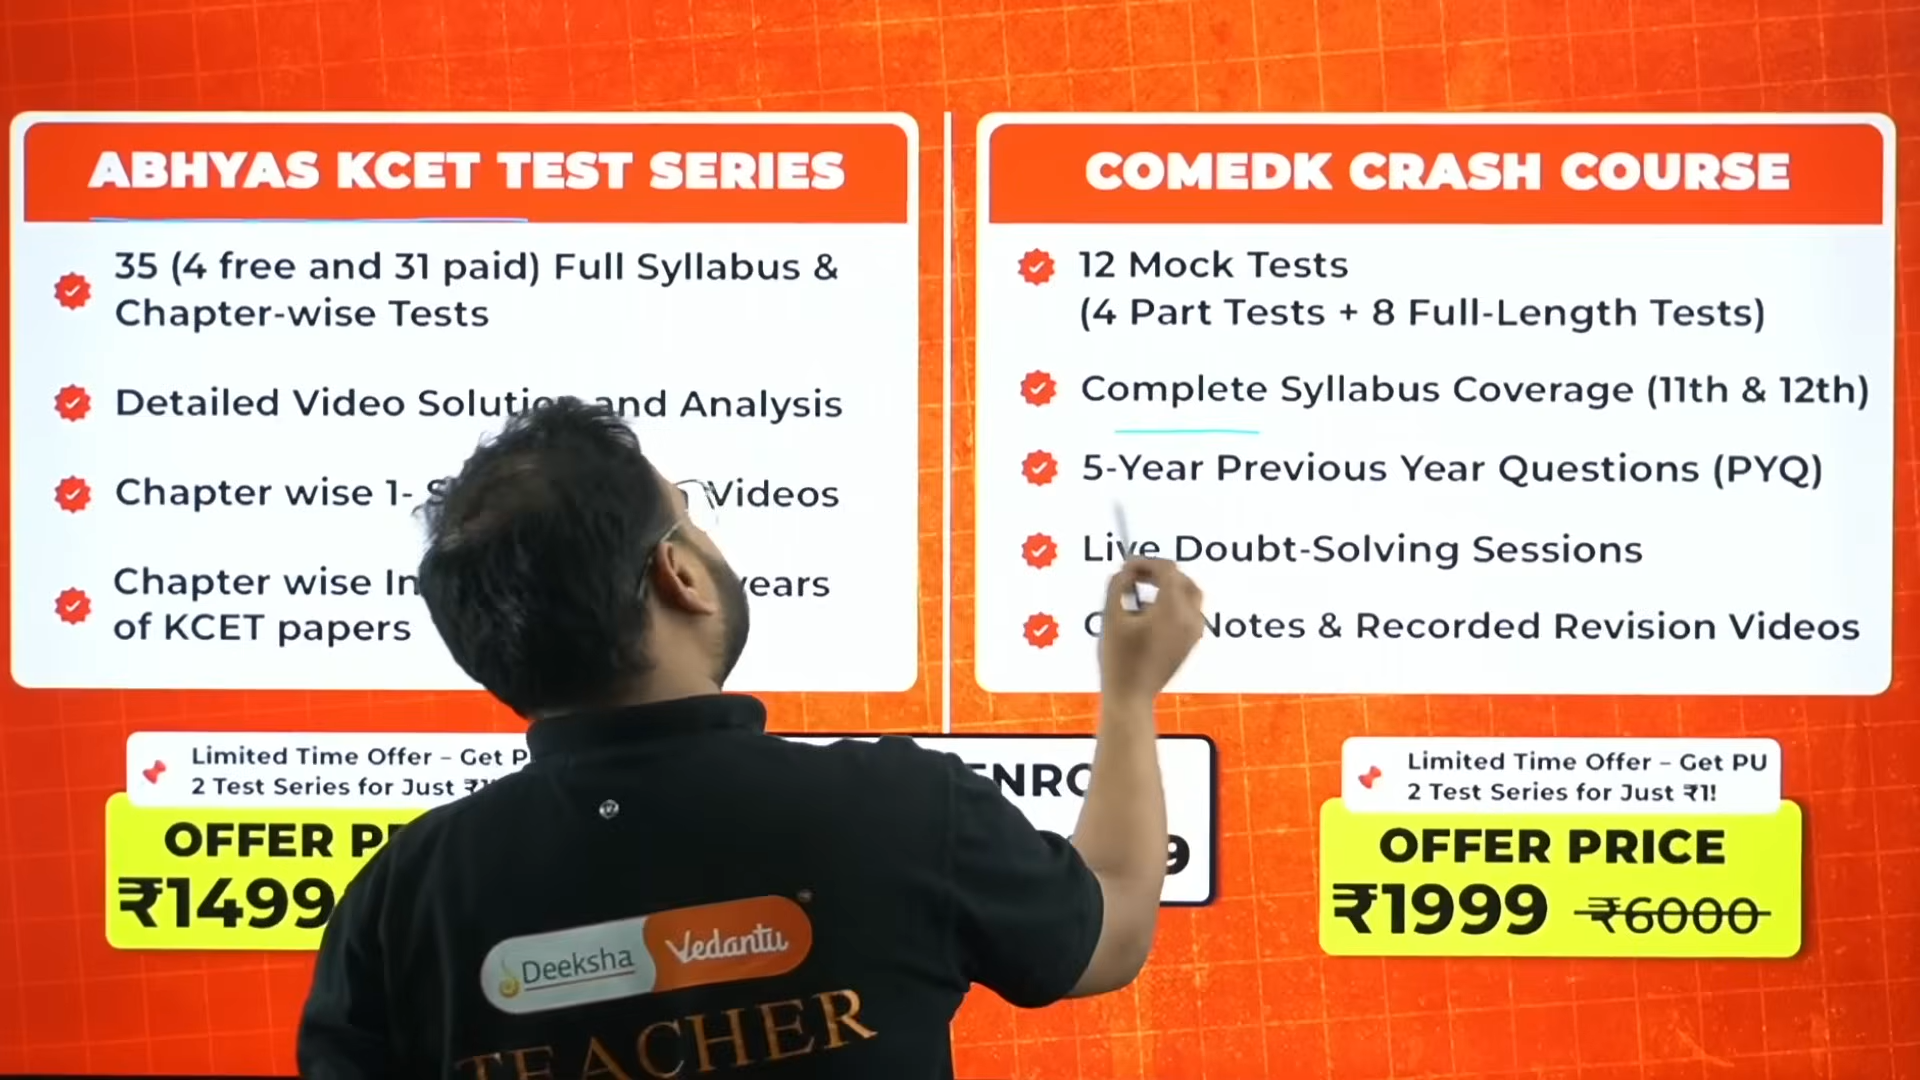 ABHYAS KCET TEST SERIES
35 (4 free and 31 paid) Full Syllabus &
Chapter-wise Tests
Detailed Video Solution and Analysis
Chapter wise 1- Videos
Chapter wise years
of KCET papers
COMEDK CRASH COURSE
12 Mock Tests
(4 Part Tests + 8 Full-Length Tests)
Complete Syllabus Coverage (11th & 12th)
5-Year Previous Year Questions (PYQ)
Live Doubt-Solving Sessions
Notes & Recorded Revision Videos
Limited Time Offer – Get
2 Test Series for Just
OFFER
₹1499
Limited Time Offer – Get PU
2 Test Series for Just ₹1!
OFFER PRICE
₹1999 ₹6000
Deeksha Vedantu
TEACHER